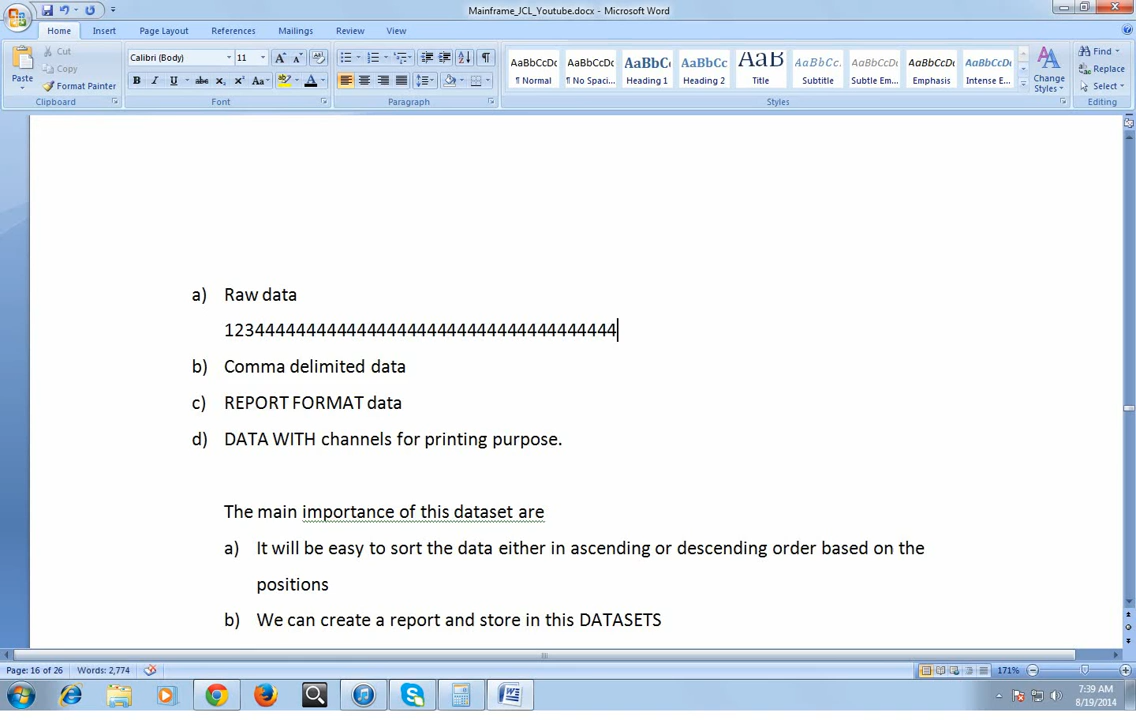 Mainframe_JCL_Youtube.docx - Microsoft Word
Home Insert Page Layout References Mailings Review View
Paste
Cut
Copy
Format Painter
Clipboard
Calibri (Body) 11
Font
Paragraph
AaBbCcDc AaBbCcDc AaBbCc AaBbCc AaB AaBbCc. AaBbCcDc AaBbCcDc AaBbCcDc
¶ Normal ¶ No Spaci... Heading 1 Heading 2 Title Subtitle Subtle Em... Emphasis Intense E...
Styles
Change Styles
Find
Replace
Select
Editing
a) Raw data
b) Comma delimited data
c) REPORT FORMAT data
d) DATA WITH channels for printing purpose.
The main importance of this dataset are
a) It will be easy to sort the data either in ascending or descending order based on the
positions
b) We can create a report and store in this DATASETS
Page: 16 of 26 Words: 2,774 171%
7:39 AM
8/19/2014